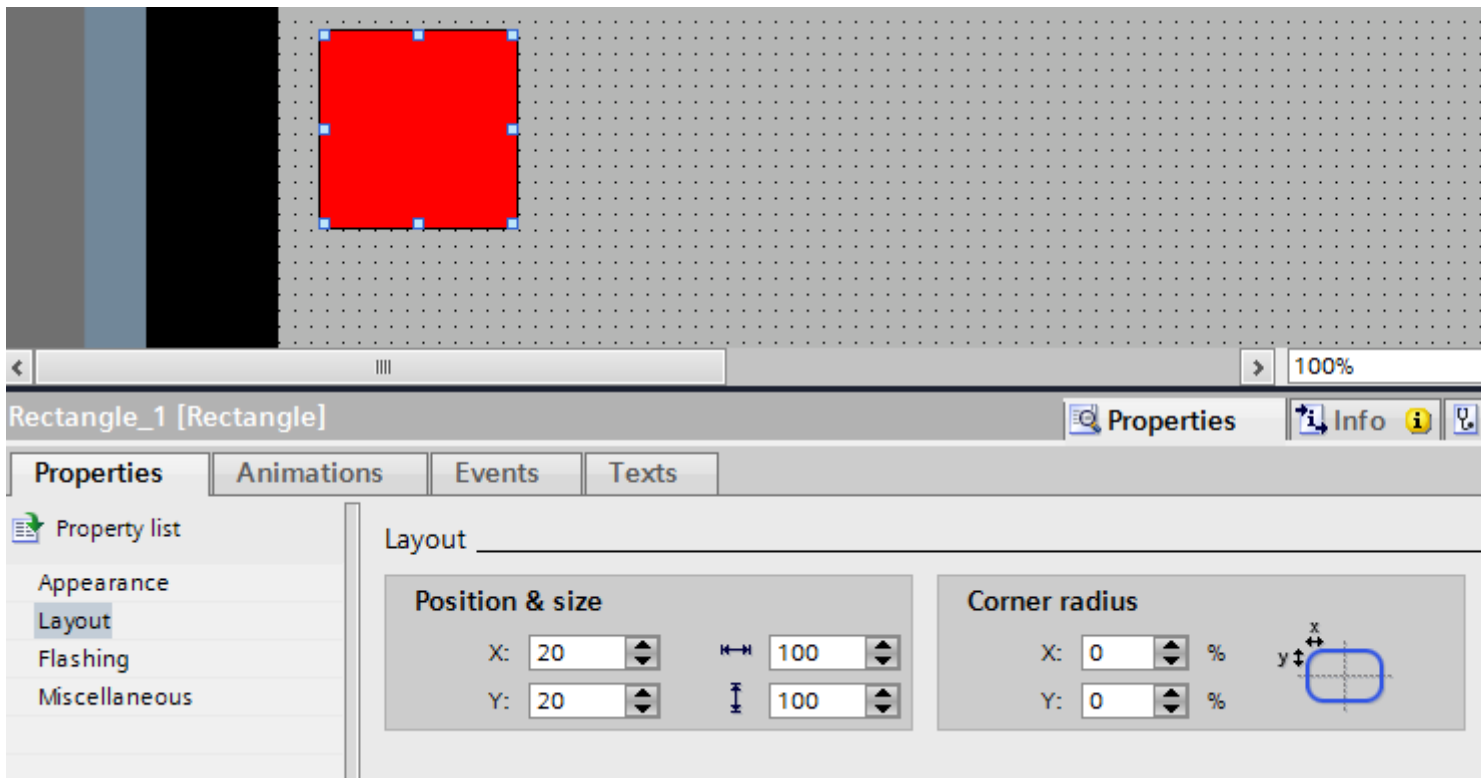 100%
Rectangle_1 [Rectangle]
Properties Info
Properties Animations Events Texts
Property list
Appearance
Layout
Flashing
Miscellaneous
Layout
Position & size
X: 20 100
Y: 20 100
Corner radius
X: 0 %
Y: 0 %
x
y